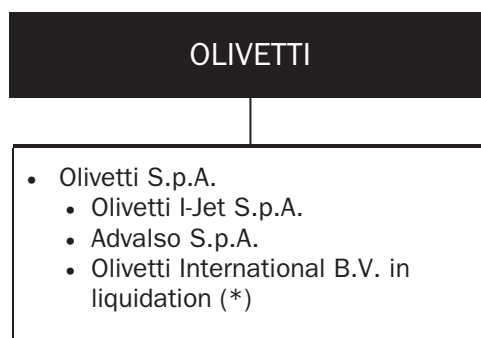 OLIVETTI
• Olivetti S.p.A.
• Olivetti I-Jet S.p.A.
• Advalso S.p.A.
• Olivetti International B.V. in
liquidation (*)